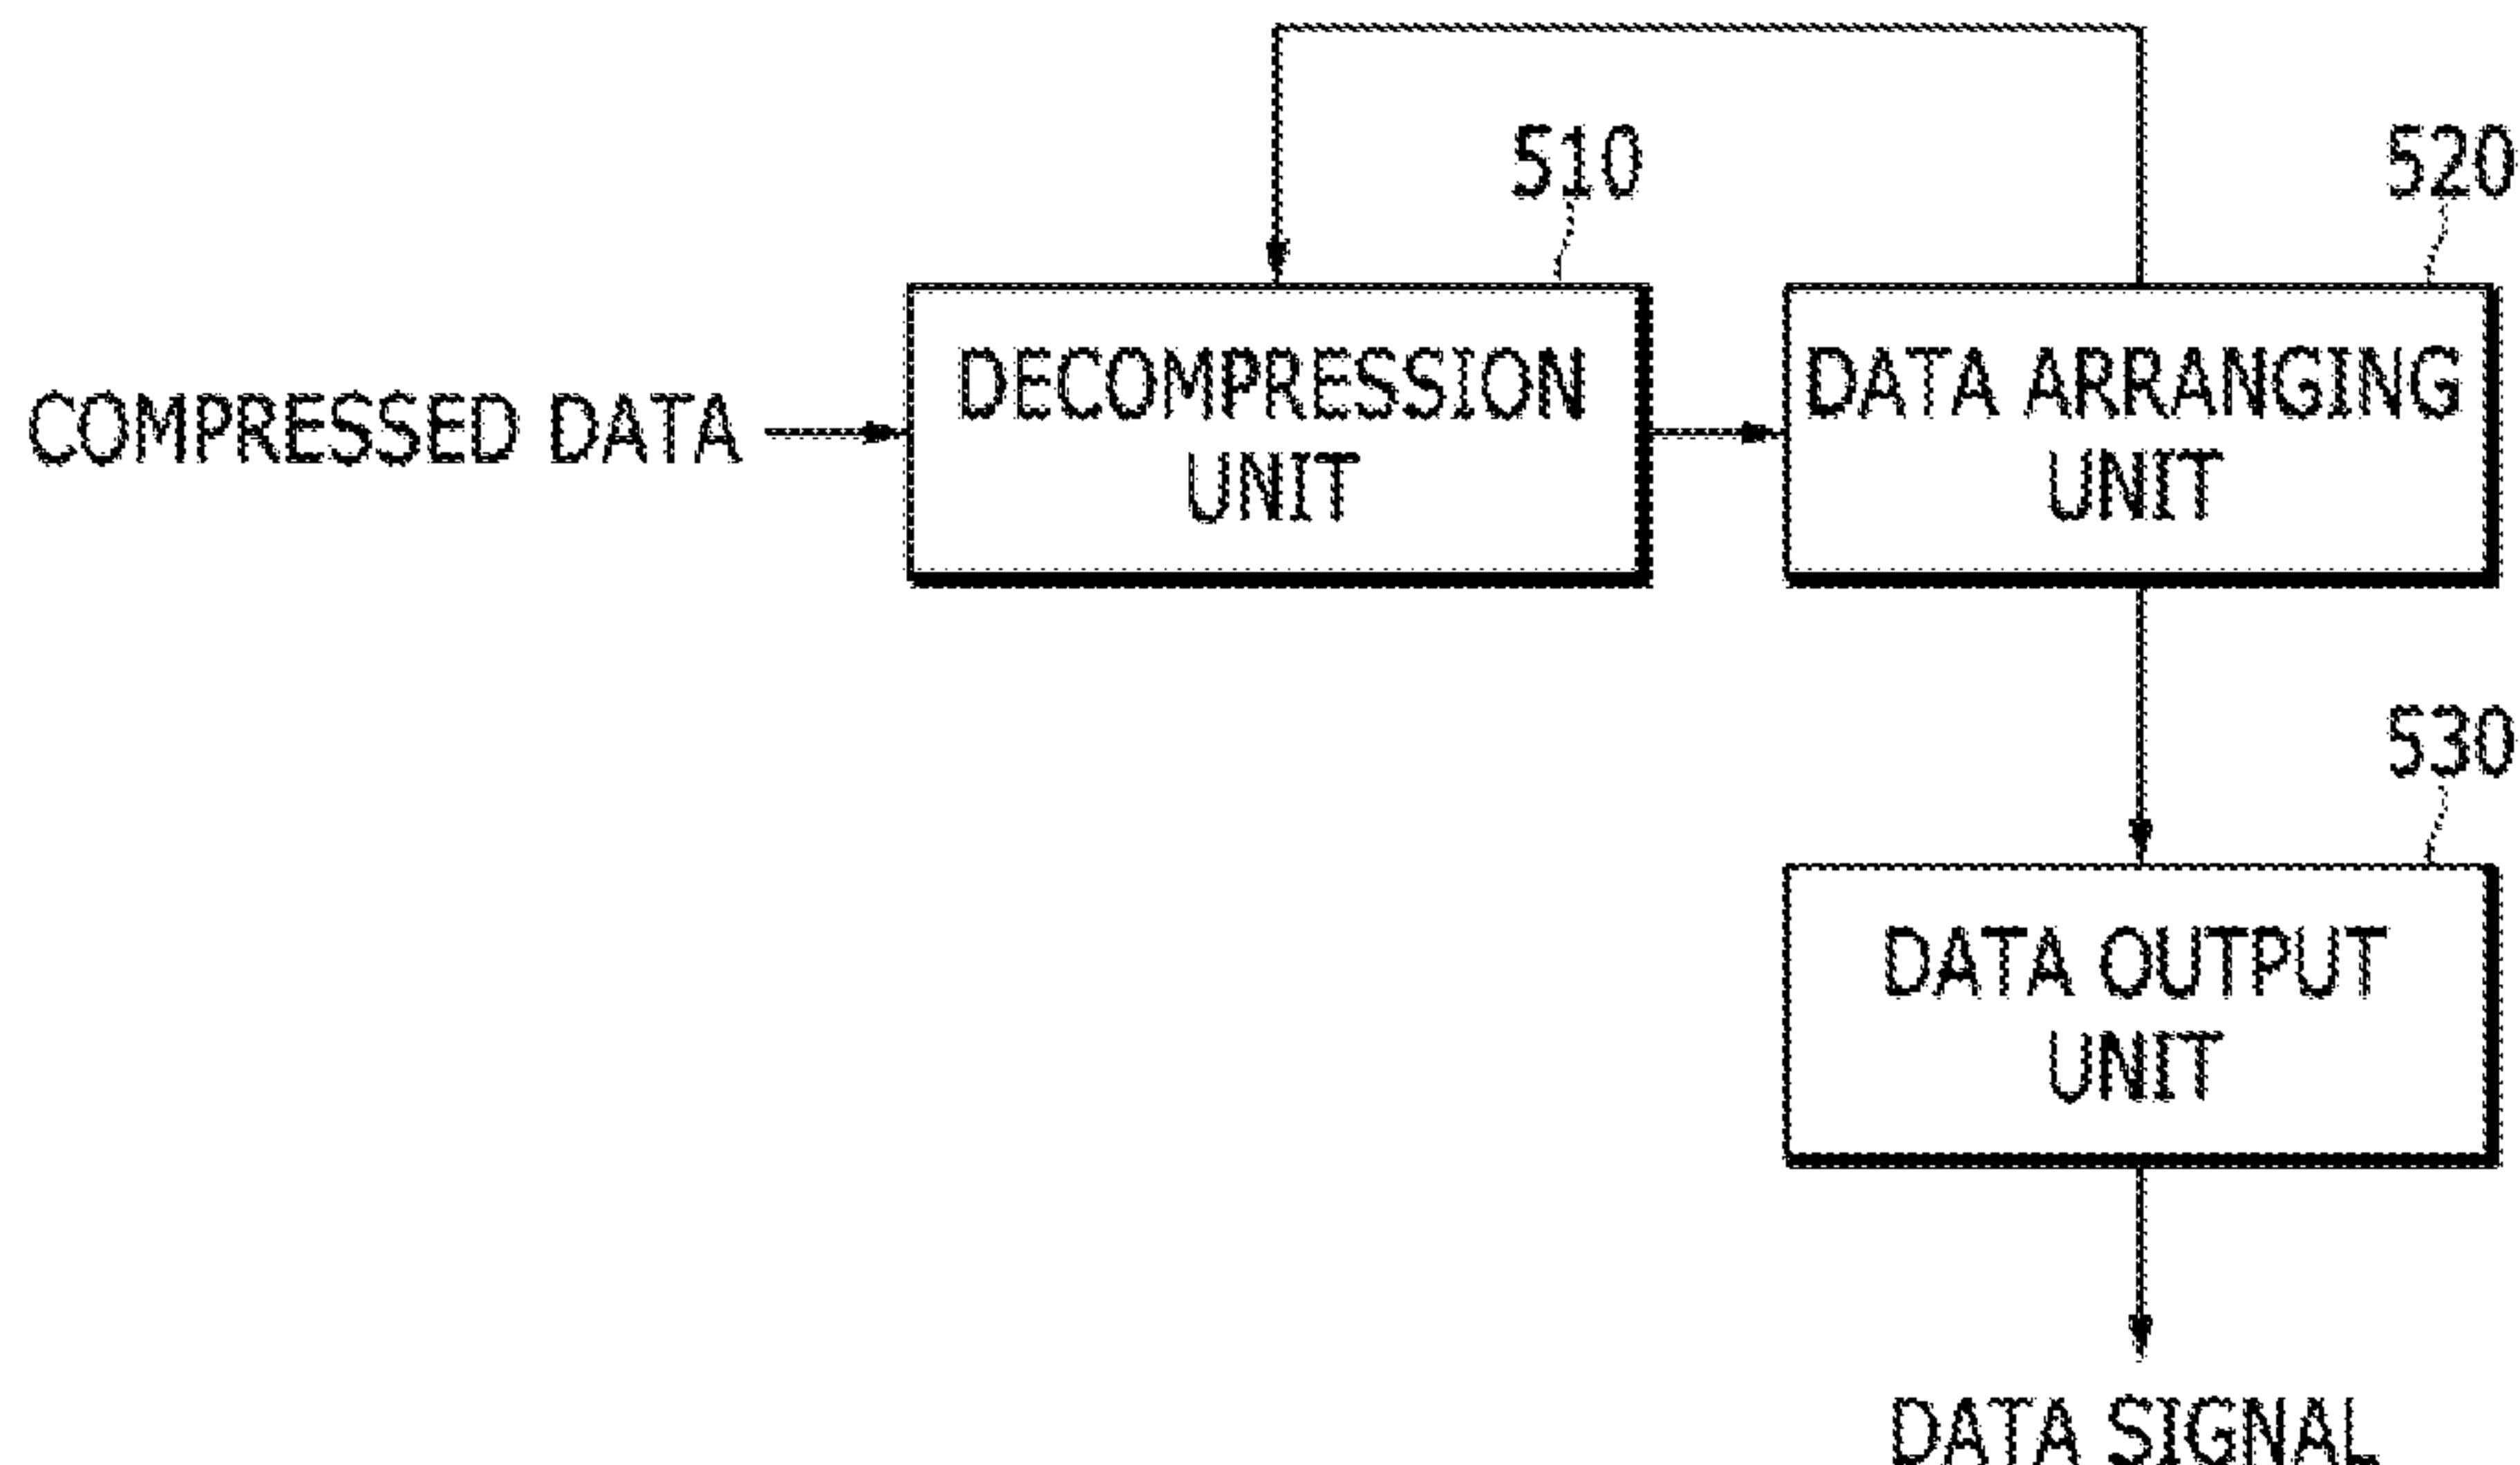 510
520
COMPRESSED DATA
DECOMPRESSION
UNIT
DATA ARRANGING
UNIT
530
DATA OUTPUT
UNIT
DATA SIGNAL